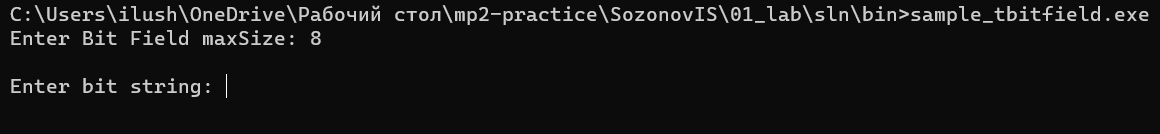 C:\Users\ilush\OneDrive\Рабочий стол\mp2-practice\SozonovIS\01_lab\sln\bin>sample_tbitfield.exe
Enter Bit Field maxSize: 8
Enter bit string: